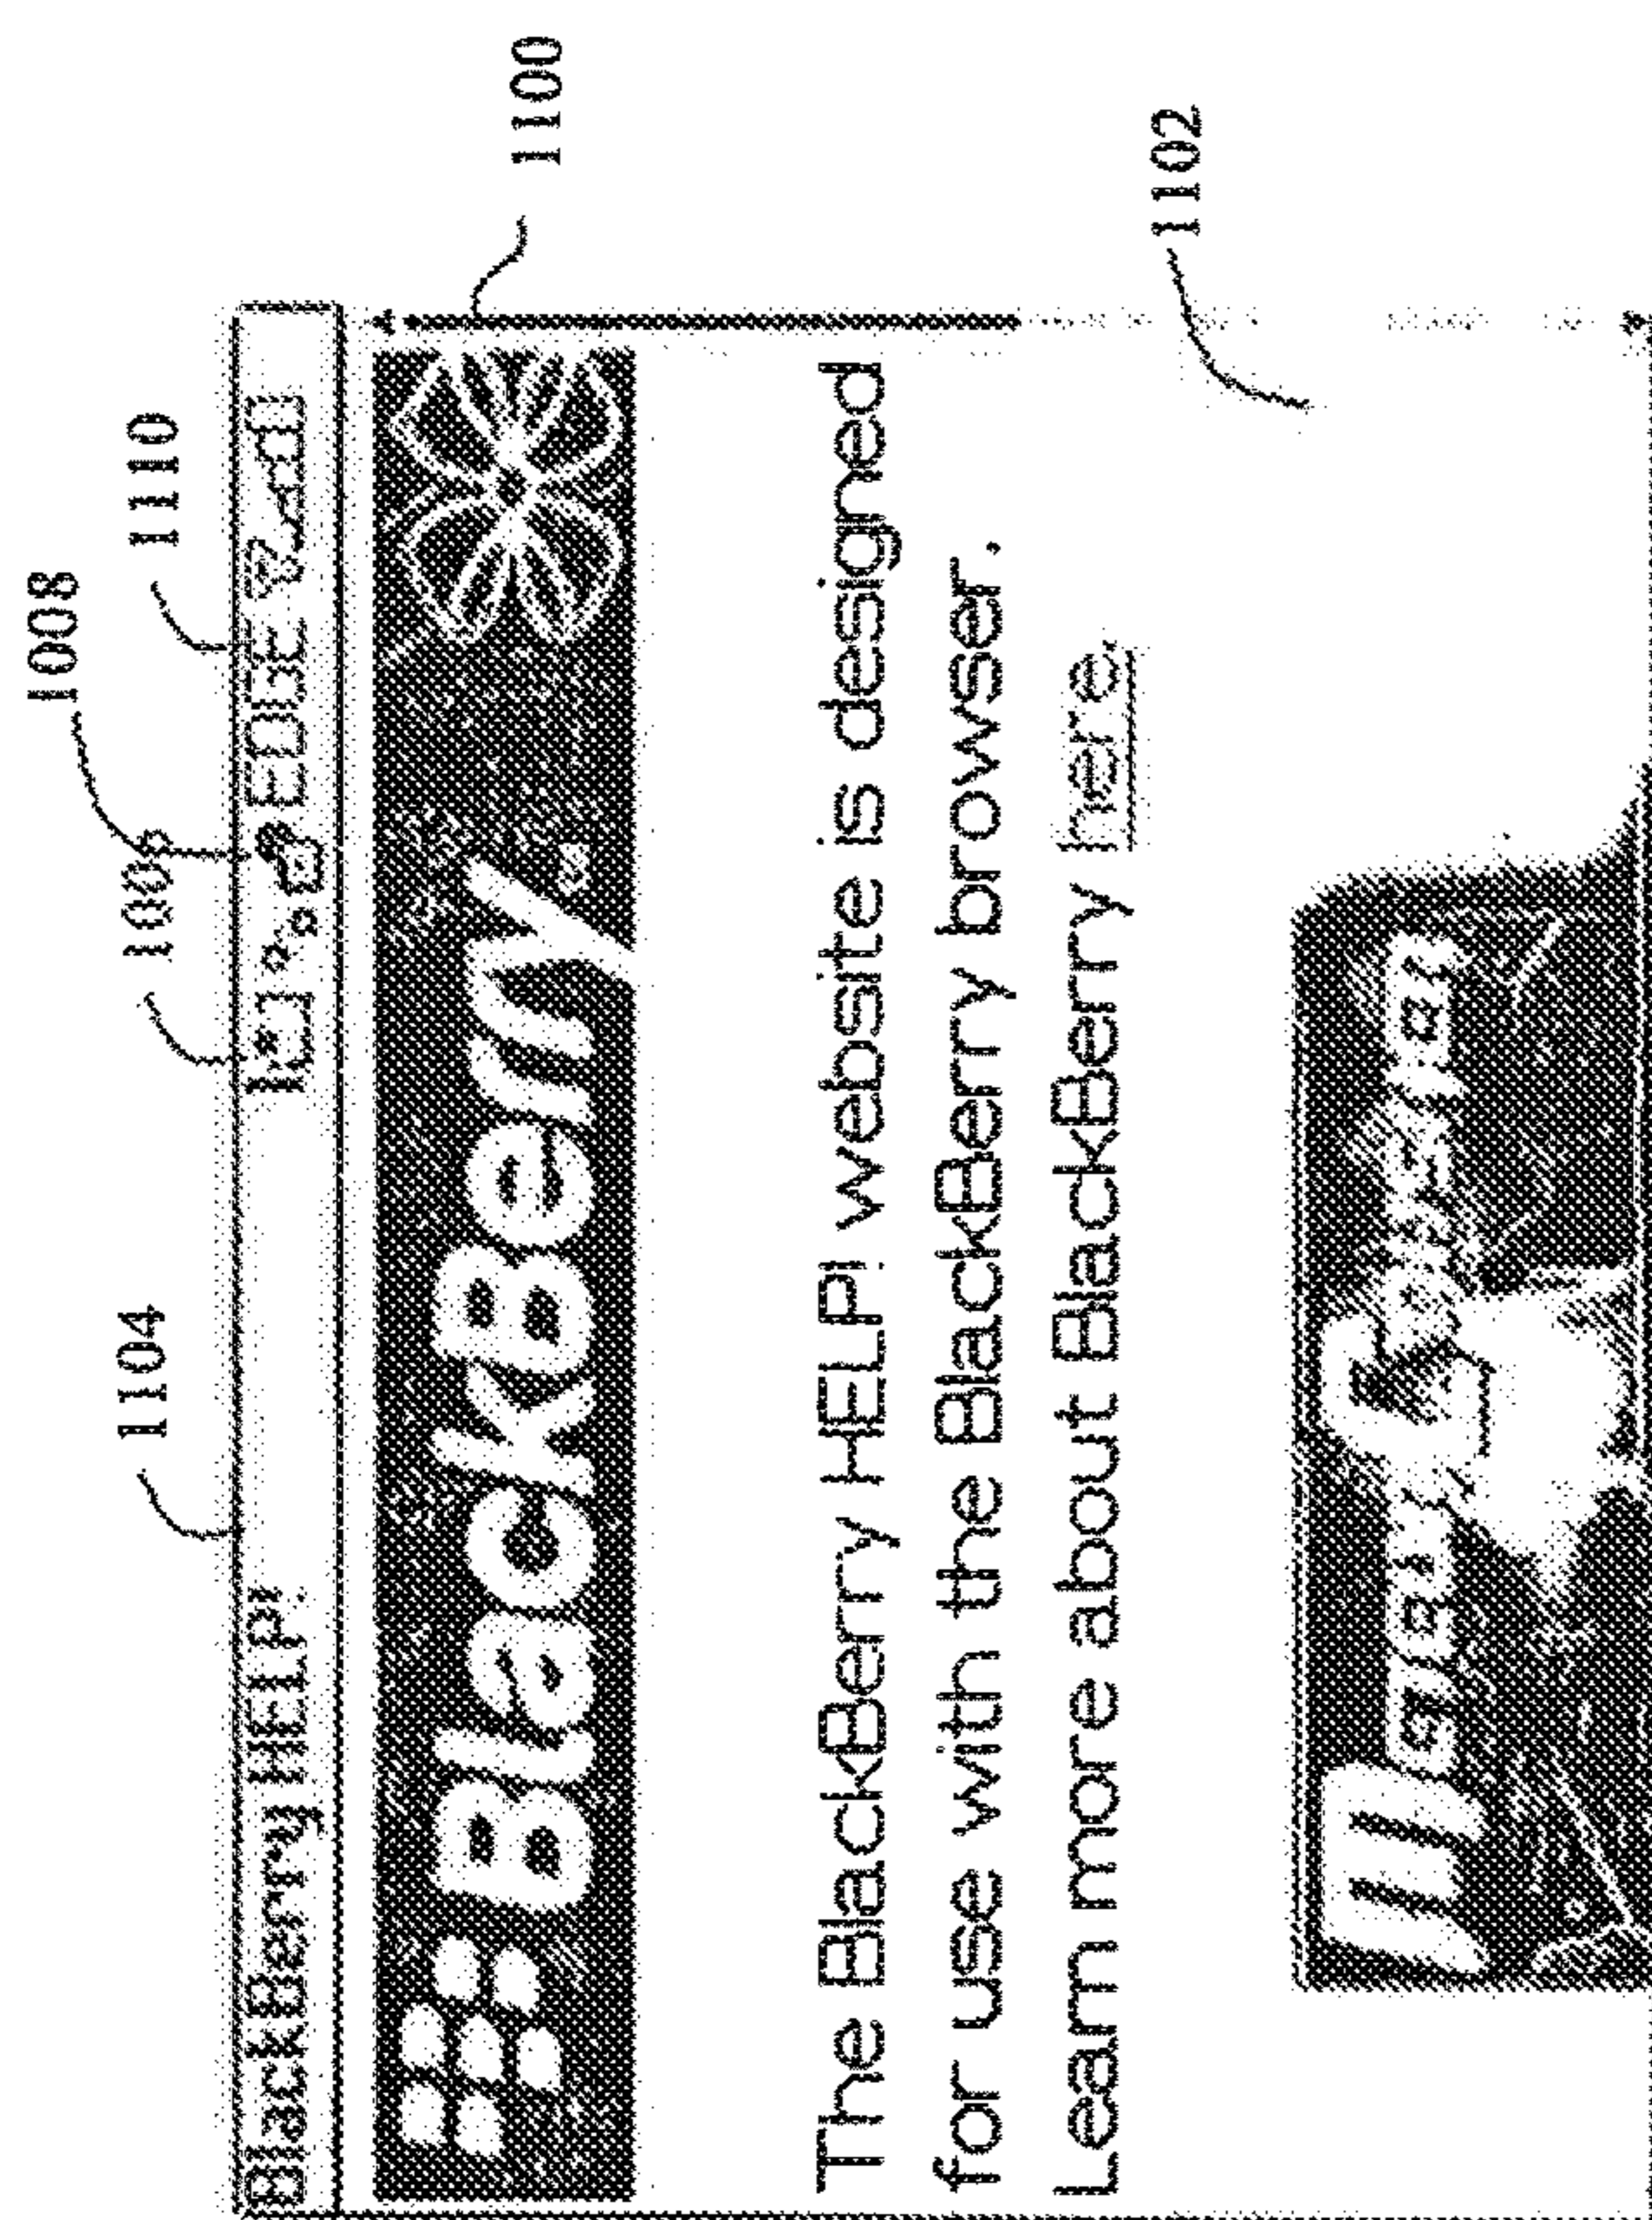 1104
1006
1008
1110
1100
BlackBerry HELP!
EDGE
BlackBerry
The BlackBerry HELP! website is designed
for use with the BlackBerry browser.
Learn more about BlackBerry here.
1102